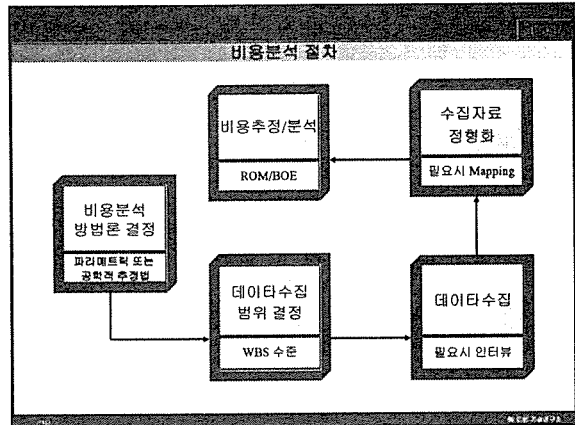 비용분석 절차
비용추정/분석
ROM/BOE
수집자료
정형화
필요시 Mapping
비용분석
방법론 결정
파라메트릭 또는
공학적 추정법
데이타수집
범위 결정
WBS 수준
데이타수집
필요시 인터뷰